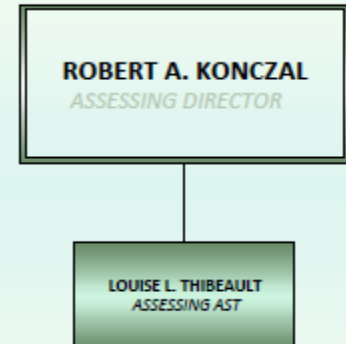 ROBERT A. KONCZAL
ASSESSING DIRECTOR
LOUISE L. THIBEAULT
ASSESSING AST